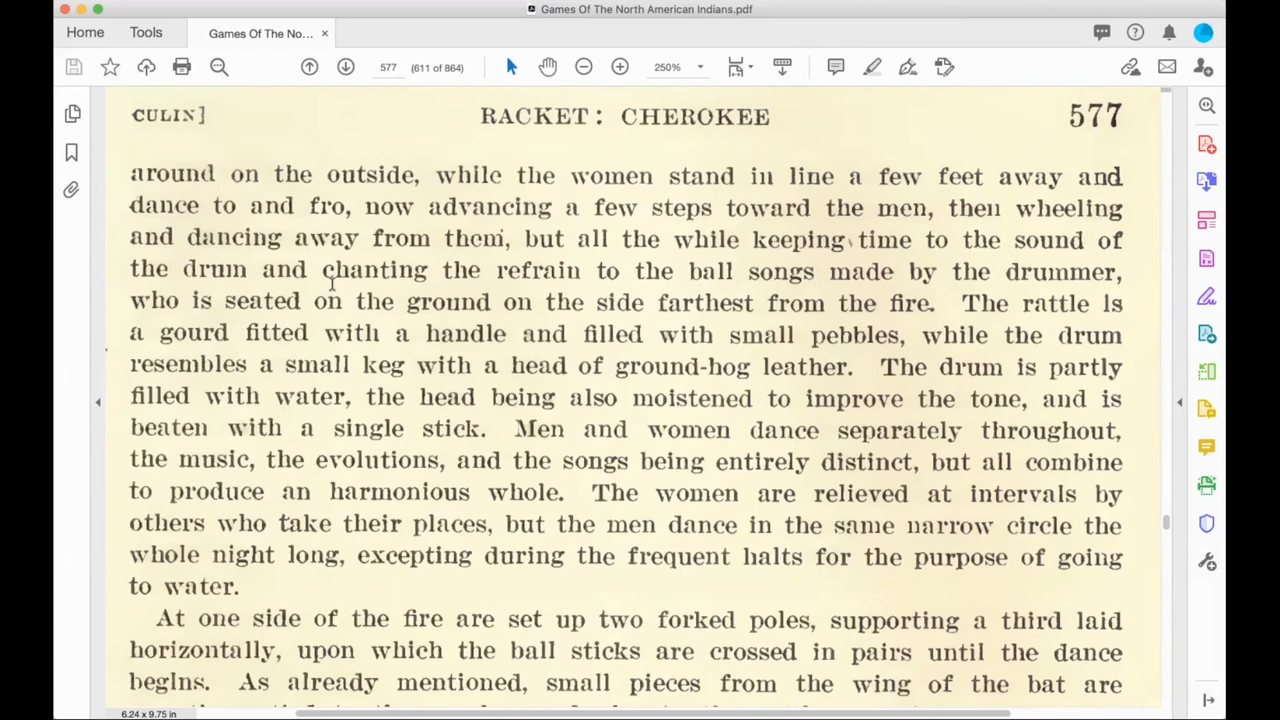 Games Of The North American Indians.pdf
Home
Tools
Games Of The No...
577
(611 of 864)
250%
CULIN]
RACKET: CHEROKEE
577
around on the outside, while the women stand in line a few feet away and
dance to and fro, now advancing a few steps toward the men, then wheeling
and dancing away from them, but all the while keeping time to the sound of
the drum and chanting the refrain to the ball songs made by the drummer,
who is seated on the ground on the side farthest from the fire. The rattle is
a gourd fitted with a handle and filled with small pebbles, while the drum
resembles a small keg with a head of ground-hog leather. The drum is partly
filled with water, the head being also moistened to improve the tone, and is
beaten with a single stick. Men and women dance separately throughout,
the music, the evolutions, and the songs being entirely distinct, but all combine
to produce an harmonious whole. The women are relieved at intervals by
others who take their places, but the men dance in the same narrow circle the
whole night long, excepting during the frequent halts for the purpose of going
to water.
At one side of the fire are set up two forked poles, supporting a third laid
horizontally, upon which the ball sticks are crossed in pairs until the dance
begins. As already mentioned, small pieces from the wing of the bat are
6.24 x 9.75 in